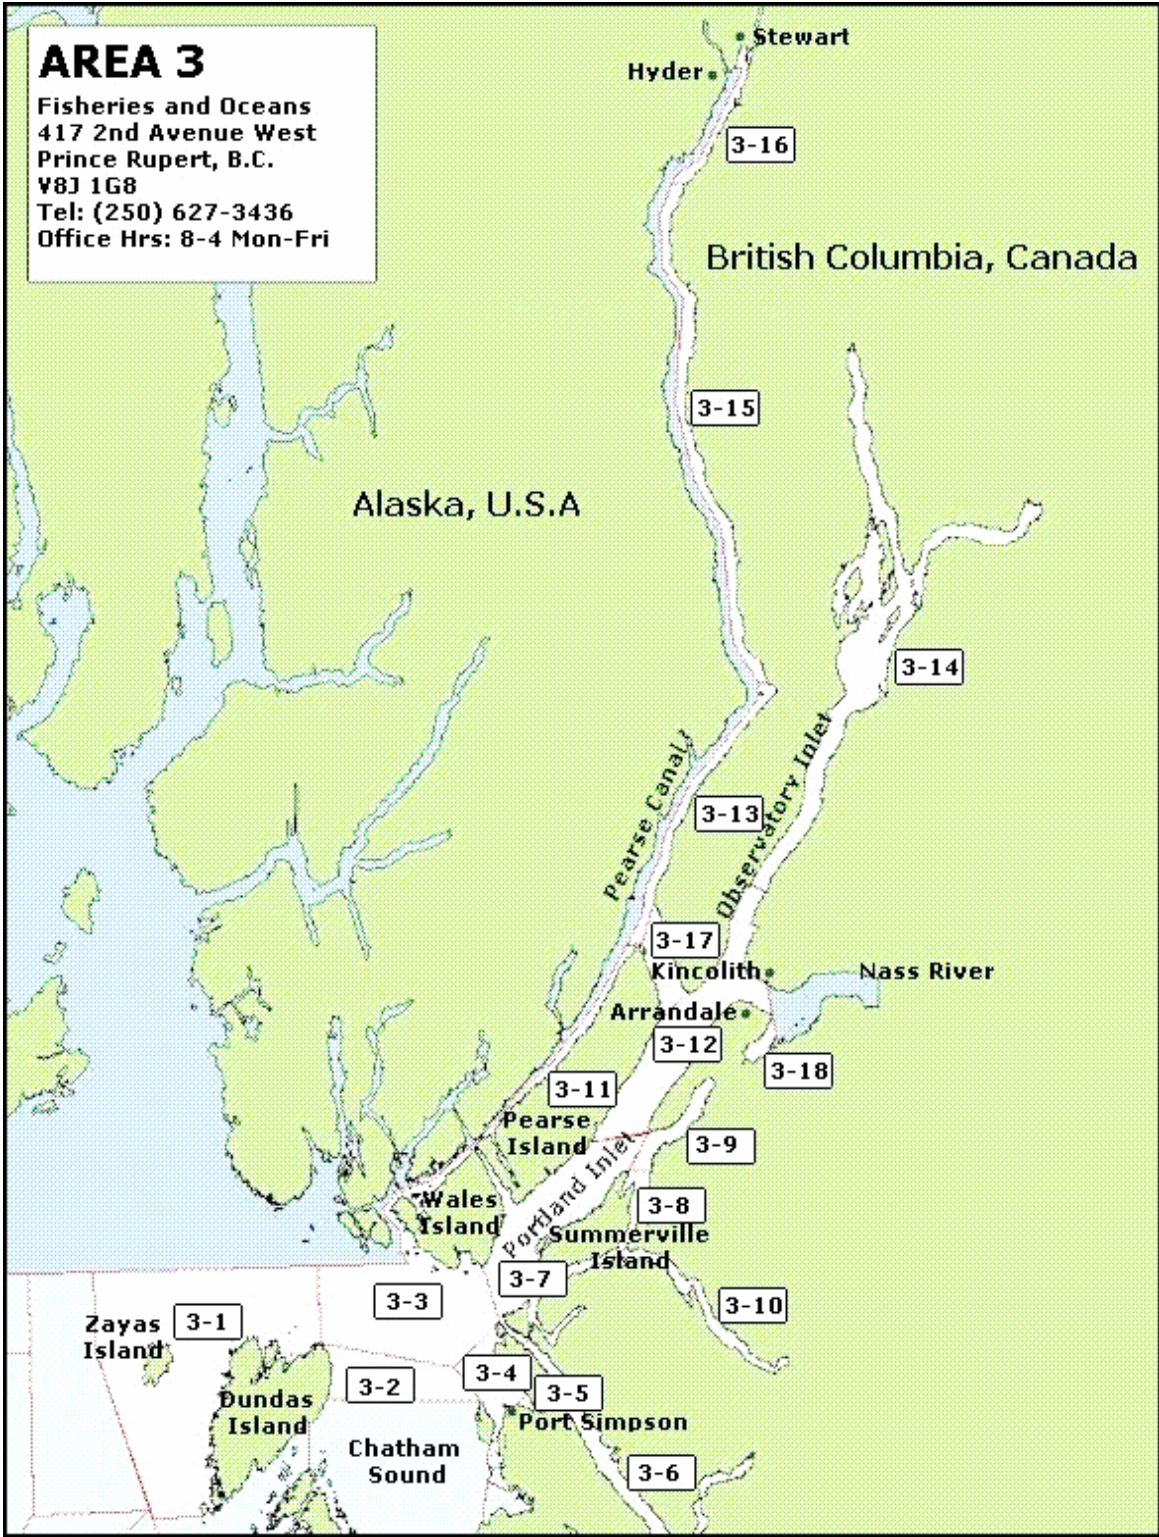 AREA 3
Fisheries and Oceans
417 2nd Avenue West
Prince Rupert, B.C.
V8J 1G8
Tel: (250) 627-3436
Office Hrs: 8-4 Mon-Fri
Stewart
Hyder
3-16
British Columbia, Canada
3-15
Alaska, U.S.A
3-14
Observatory Inlet
Pearse Canal
3-13
3-17
Kincolith
Nass River
Arrandale
3-12
3-18
3-11
Pearse
Island
3-9
Portland Inlet
Wales
Island
3-8
Summerville
Island
3-7
3-3
3-10
3-1
Zayas
Island
3-4
3-2
3-5
Dundas
Island
Port Simpson
Chatham
Sound
3-6